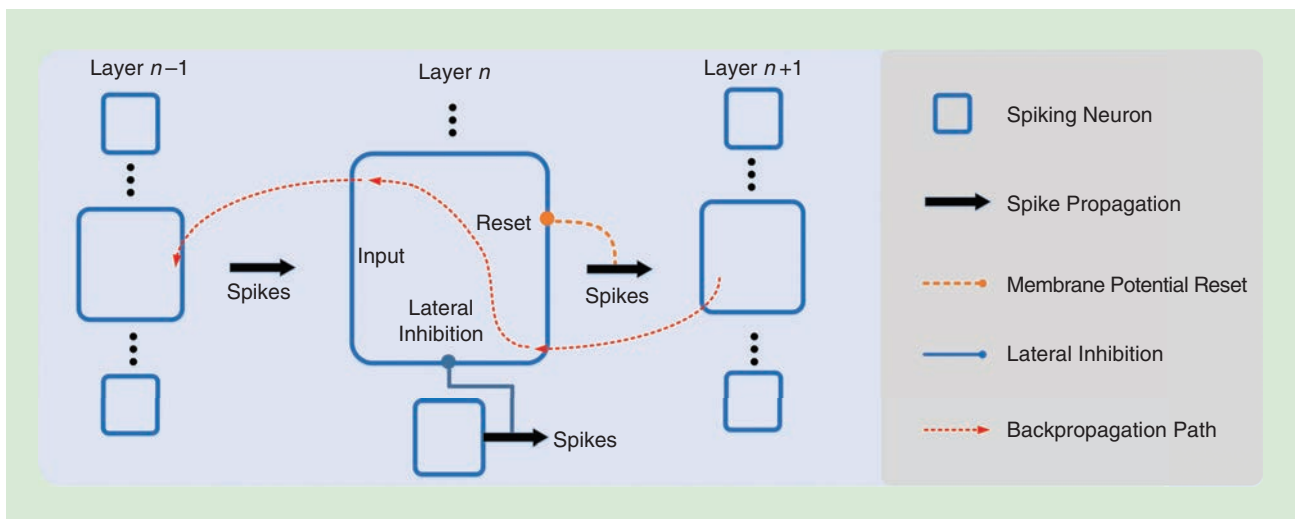 Layer n−1
Layer n
Layer n+1
Reset
Input
Spikes
Lateral
Inhibition
Spikes
Spikes
Spiking Neuron
Spike Propagation
Membrane Potential Reset
Lateral Inhibition
Backpropagation Path